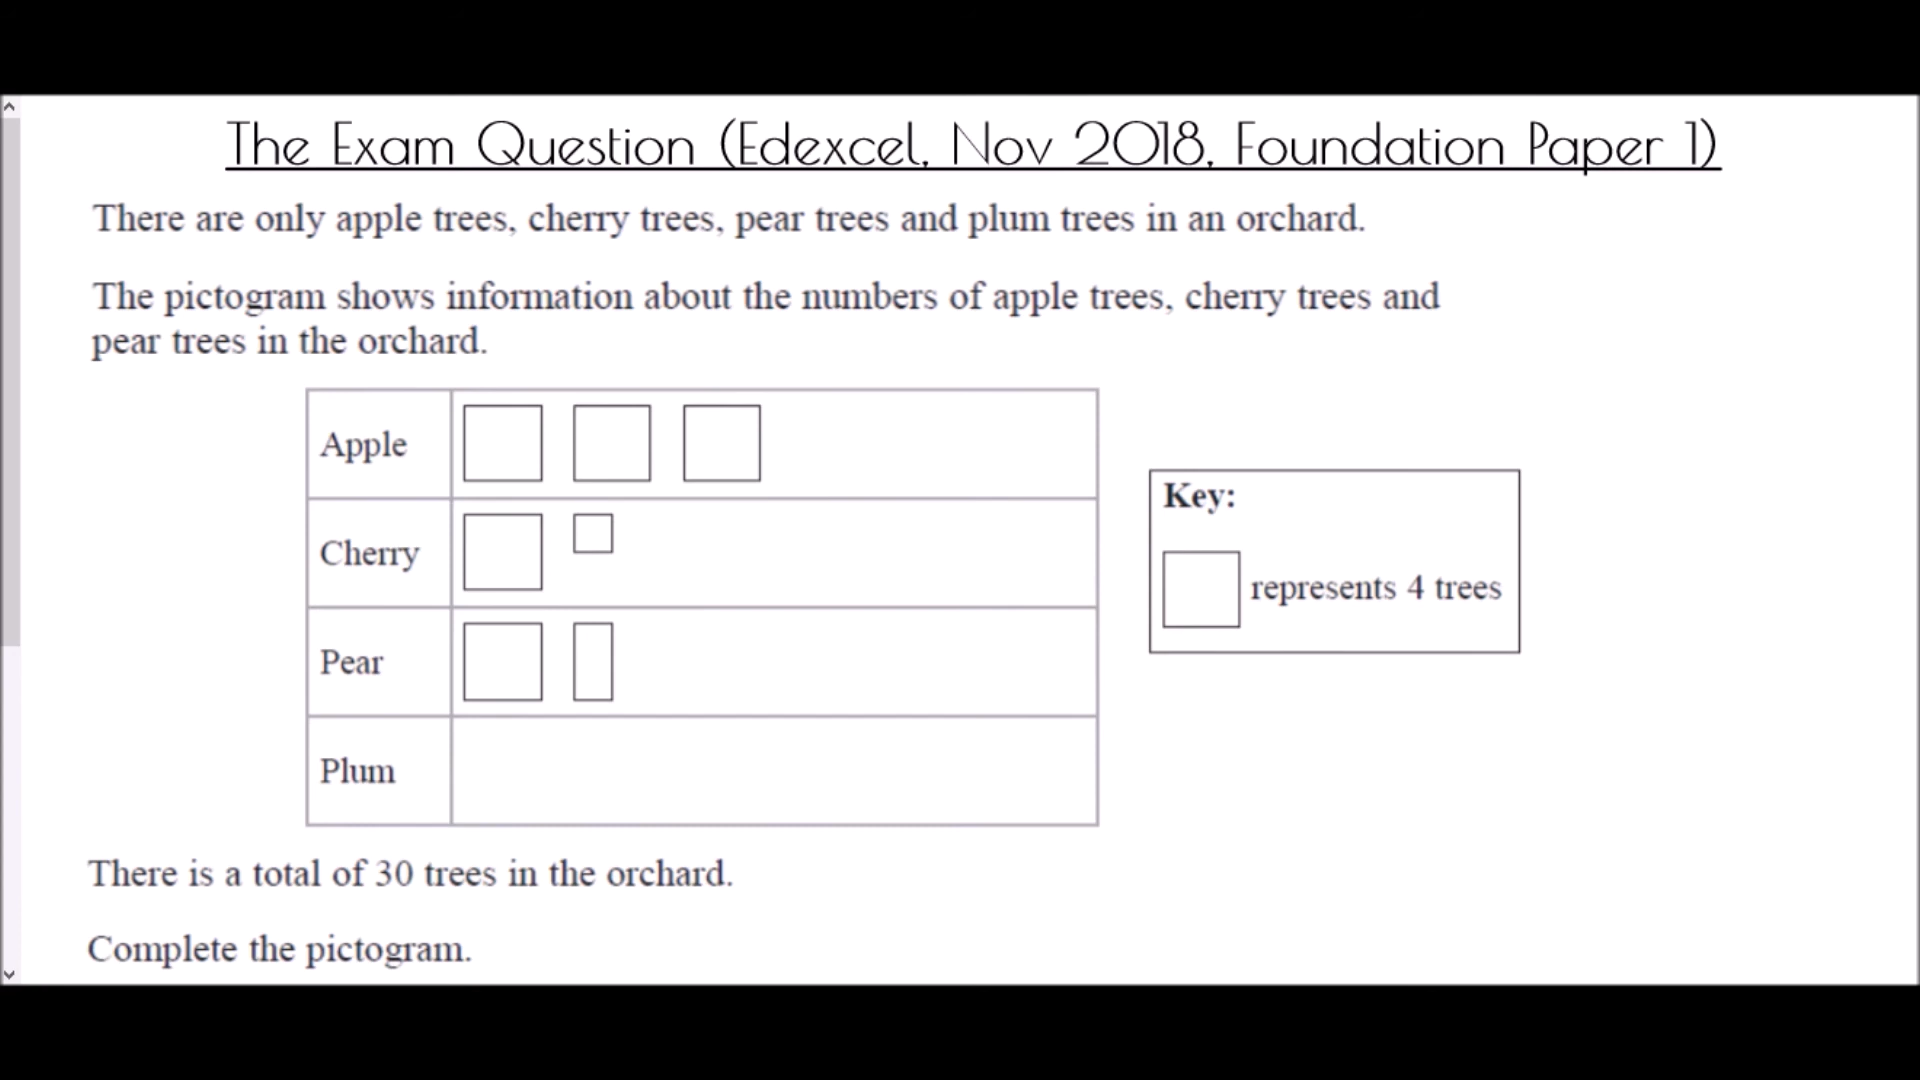 The Exam Question (Edexcel, Nov 2018, Foundation Paper 1)
There are only apple trees, cherry trees, pear trees and plum trees in an orchard.
The pictogram shows information about the numbers of apple trees, cherry trees and
pear trees in the orchard.
Apple
Cherry
Pear
Plum
Key:
represents 4 trees
There is a total of 30 trees in the orchard.
Complete the pictogram.